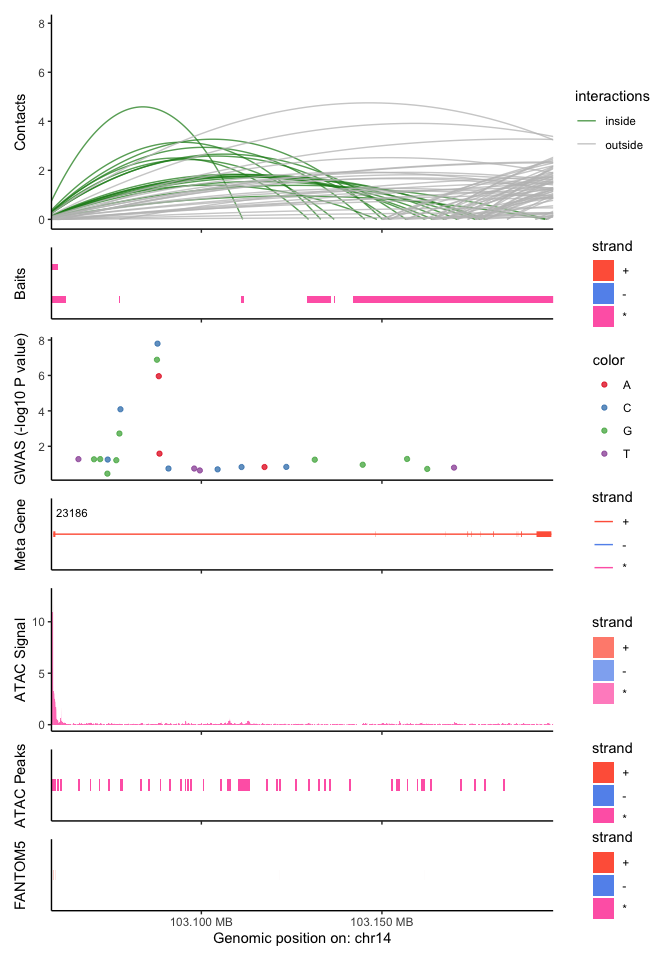 8
6
4
2
0
Contacts
interactions
inside
outside
Baits
strand
+
-
*
8
6
4
2
GWAS (-log10 P value)
color
A
C
G
T
Meta Gene
23186
strand
+
-
*
10
5
0
ATAC Signal
strand
+
-
*
ATAC Peaks
strand
+
-
*
FANTOM5
strand
+
-
*
103.100 MB
103.150 MB
Genomic position on: chr14